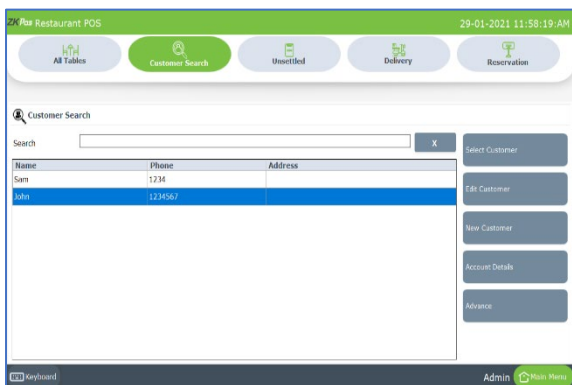 ZKPos Restaurant POS 29-01-2021 11:58:19:AM
All Tables Customer Search Unsettled Delivery Reservation
Customer Search
Search X
Select Customer
Name Phone Address
Sam 1234
Edit Customer
John 1234567
New Customer
Account Details
Advance
Keyboard Admin Main Menu